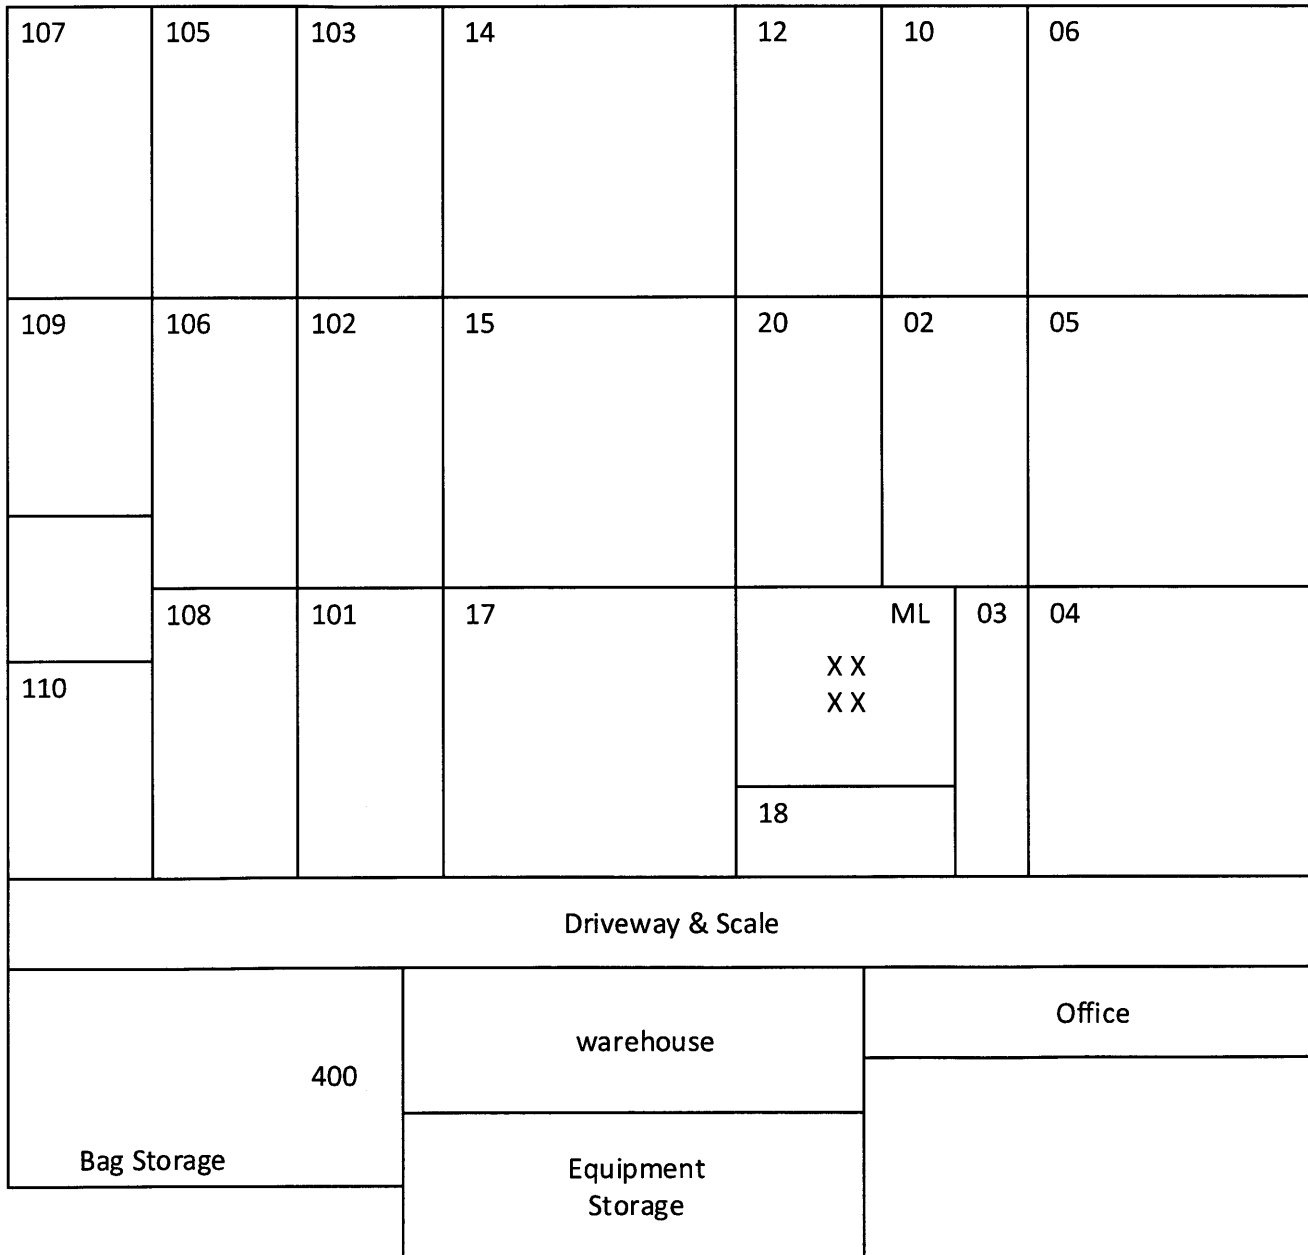 107 105 103 14 12 10 06
109 106 102 15 20 02 05
108 101 17 ML 03 04
X X
110
X X
18
Driveway & Scale
Office
warehouse
400
Bag Storage
Equipment
Storage